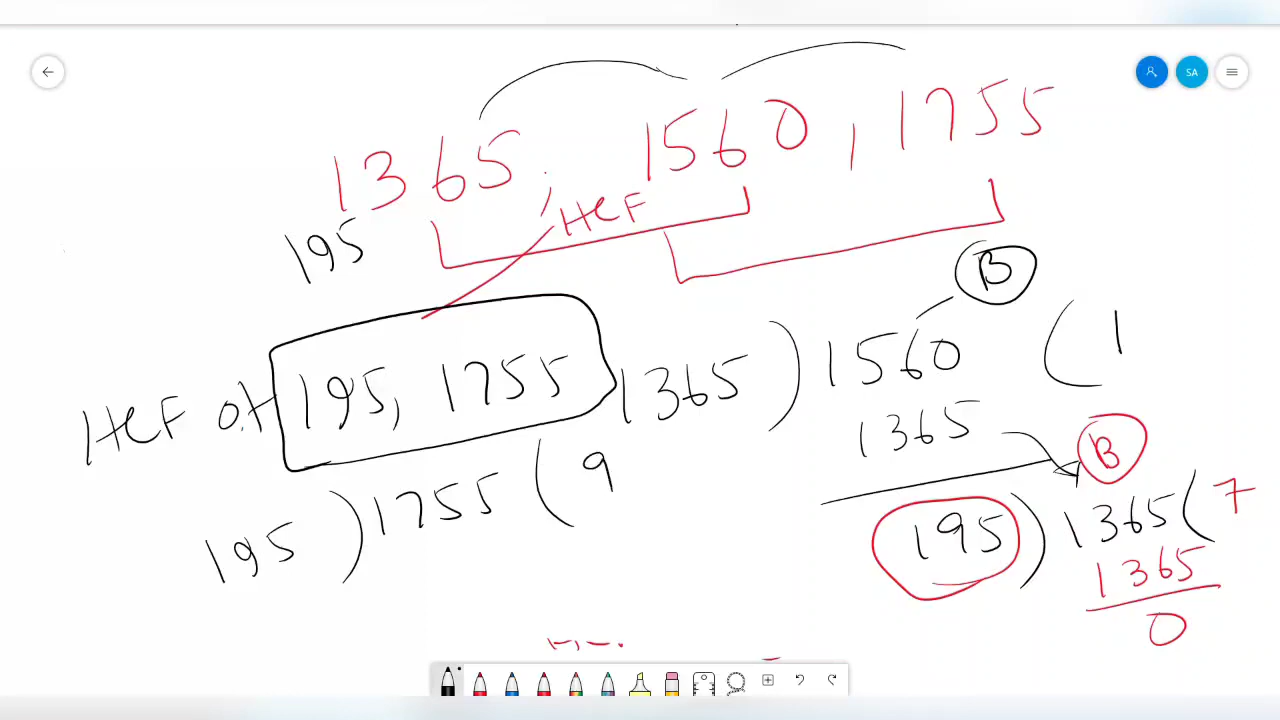 SA
1365, 1560, 1755
HCF
195
B
HCF of 195, 1755
1365 ) 1560 ( 1
1365
B
195 ) 1755 ( 9
195 ) 1365 ( 7
1365
0